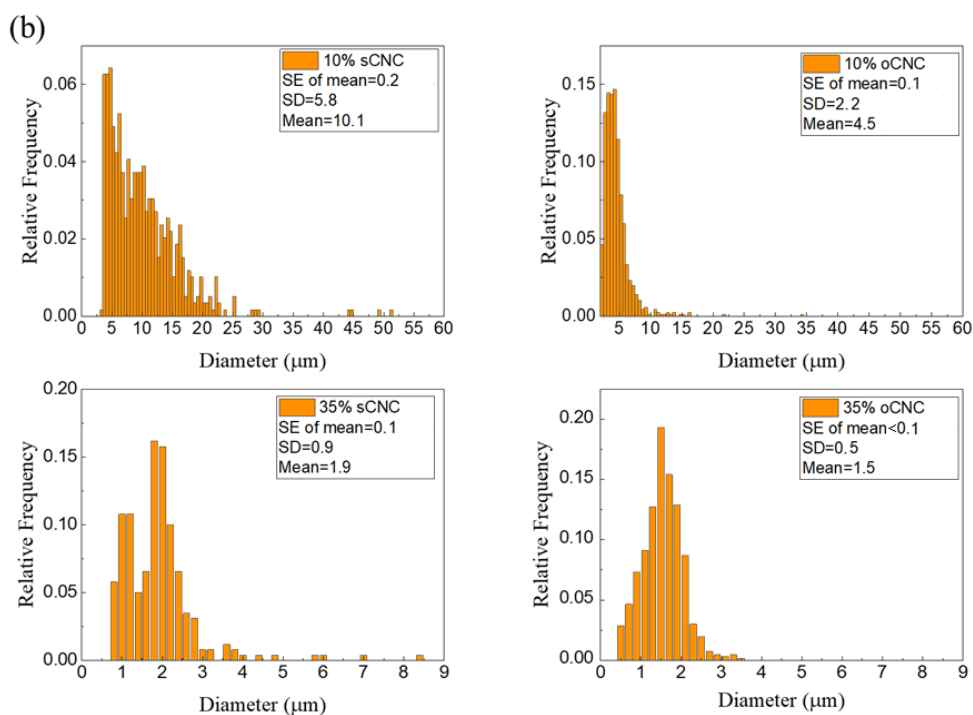 (b)
10% sCNC
SE of mean=0.2
SD=5.8
Mean=10.1
Relative Frequency
0.06
0.04
0.02
0.00
0 5 10 15 20 25 30 35 40 45 50 55 60
Diameter (μm)
10% oCNC
SE of mean=0.1
SD=2.2
Mean=4.5
Relative Frequency
0.15
0.10
0.05
0.00
5 10 15 20 25 30 35 40 45 50 55 60
Diameter (μm)
35% sCNC
SE of mean=0.1
SD=0.9
Mean=1.9
Relative Frequency
0.20
0.15
0.10
0.05
0.00
0 1 2 3 4 5 6 7 8 9
Diameter (μm)
35% oCNC
SE of mean<0.1
SD=0.5
Mean=1.5
Relative Frequency
0.20
0.15
0.10
0.05
0.00
0 1 2 3 4 5 6 7 8 9
Diameter (μm)